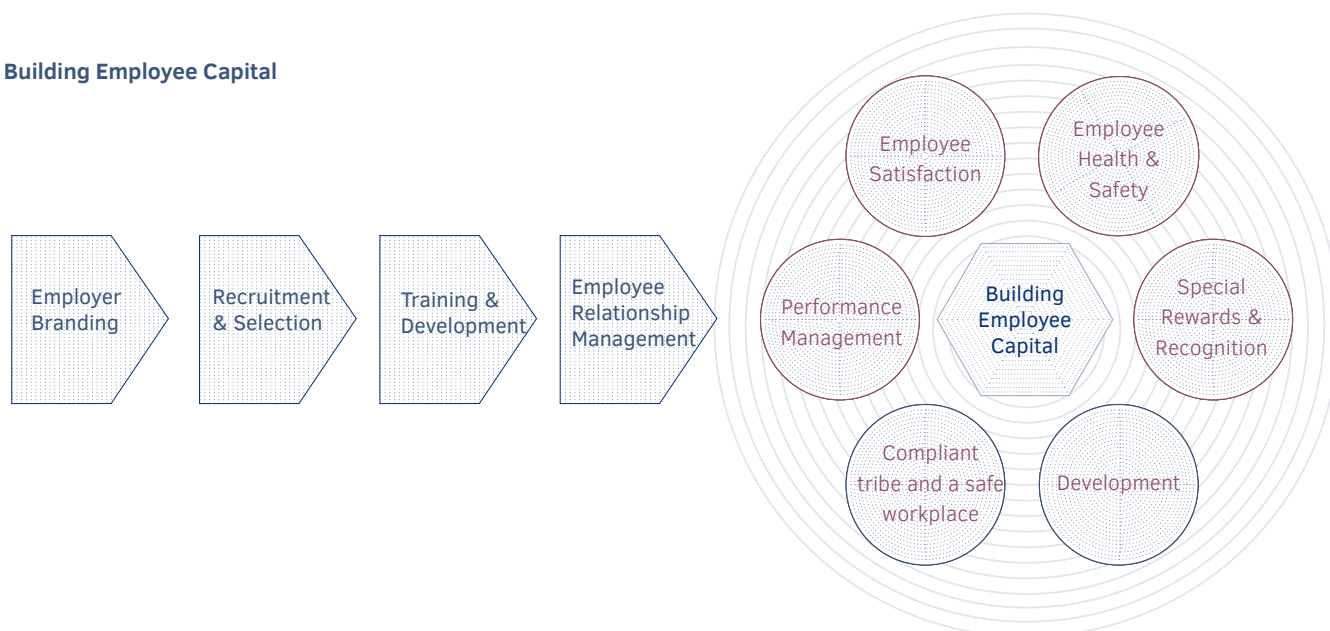 Building Employee Capital
Employer
Branding
Recruitment
& Selection
Training &
Development
Employee
Relationship
Management
Employee
Satisfaction
Employee
Health &
Safety
Performance
Management
Building
Employee
Capital
Special
Rewards &
Recognition
Compliant
tribe and a safe
workplace
Development